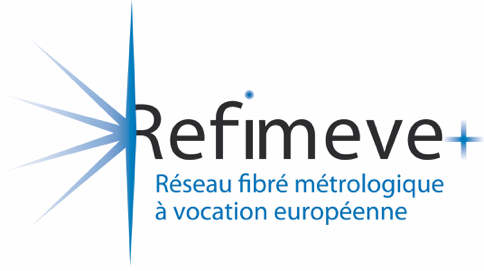 Refimeve+
Réseau fibré métrologique
à vocation européenne